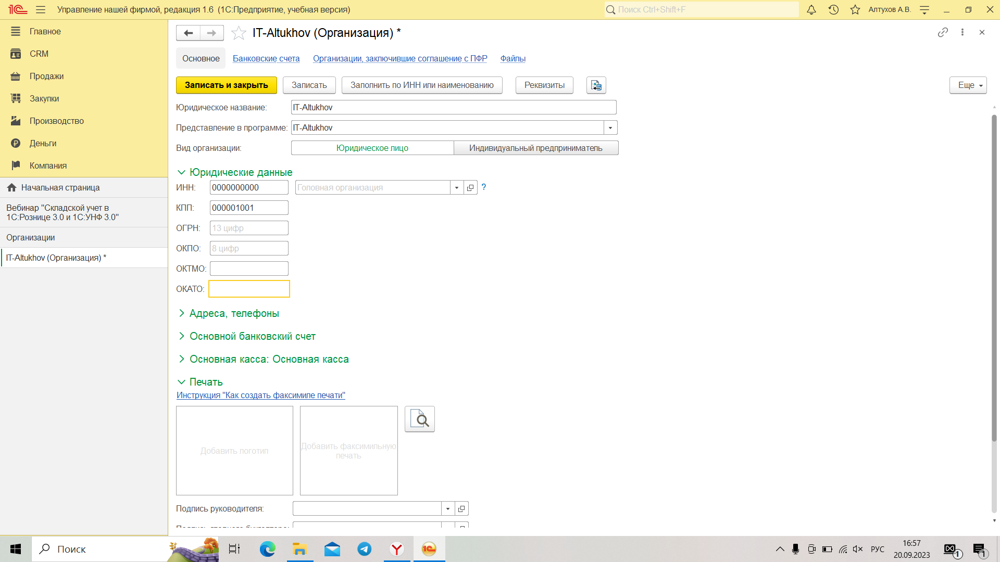 1С Управление нашей фирмой, редакция 1.6 (1С:Предприятие, учебная версия)
Поиск Ctrl+Shift+F
Алтухов А.В.
Главное
CRM
Продажи
Закупки
Производство
Деньги
Компания
Начальная страница
Вебинар "Складской учет в
1С:Рознице 3.0 и 1С:УНФ 3.0"
Организации
IT-Altukhov (Организация) *
IT-Altukhov (Организация) *
Основное Банковские счета Организации, заключившие соглашение с ПФР Файлы
Записать и закрыть Записать Заполнить по ИНН или наименованию Реквизиты Еще
Юридическое название: IT-Altukhov
Представление в программе: IT-Altukhov
Вид организации: Юридическое лицо Индивидуальный предприниматель
Юридические данные
ИНН: 0000000000 Головная организация ?
КПП: 000001001
ОГРН: 13 цифр
ОКПО: 8 цифр
ОКТМО:
ОКАТО:
Адреса, телефоны
Основной банковский счет
Основная касса: Основная касса
Печать
Инструкция "Как создать факсимиле печати"
Добавить логотип
Добавить факсимильную
печать
Подпись руководителя:
Поиск
РУС
16:57
20.09.2023
1
1